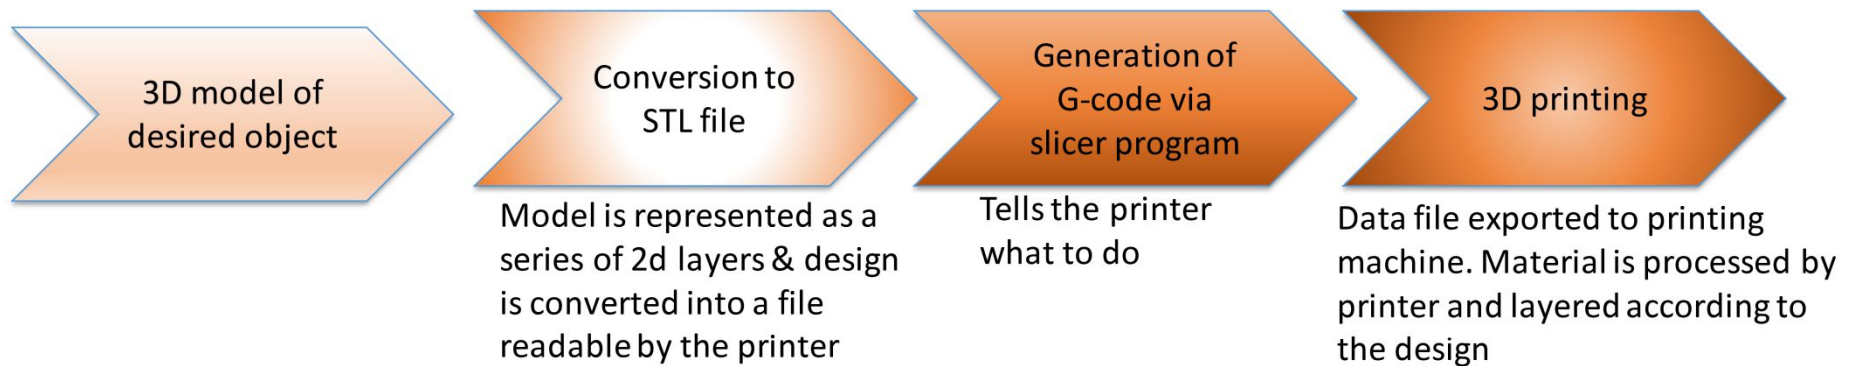 3D model of
desired object
Conversion to
STL file
Model is represented as a
series of 2d layers & design
is converted into a file
readable by the printer
Generation of
G-code via
slicer program
Tells the printer
what to do
3D printing
Data file exported to printing
machine. Material is processed by
printer and layered according to
the design